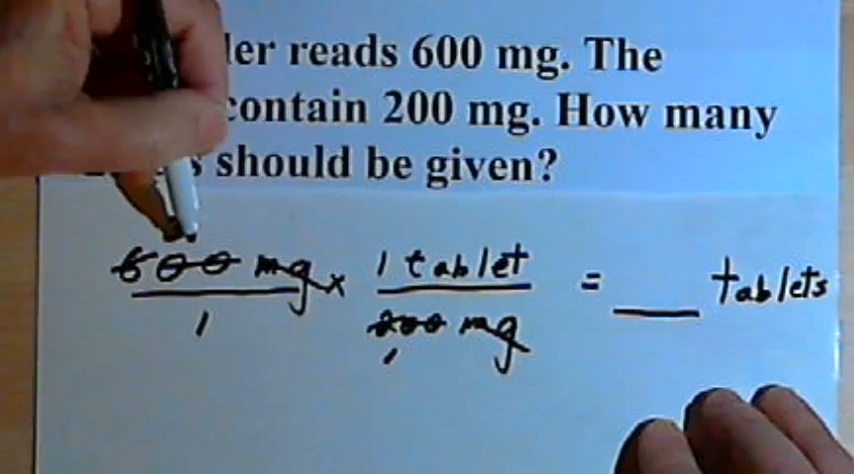 reads 600 mg. The
contain 200 mg. How many
should be given?
600 mg x 1 tablet = ___ tablets
1 200 mg
1